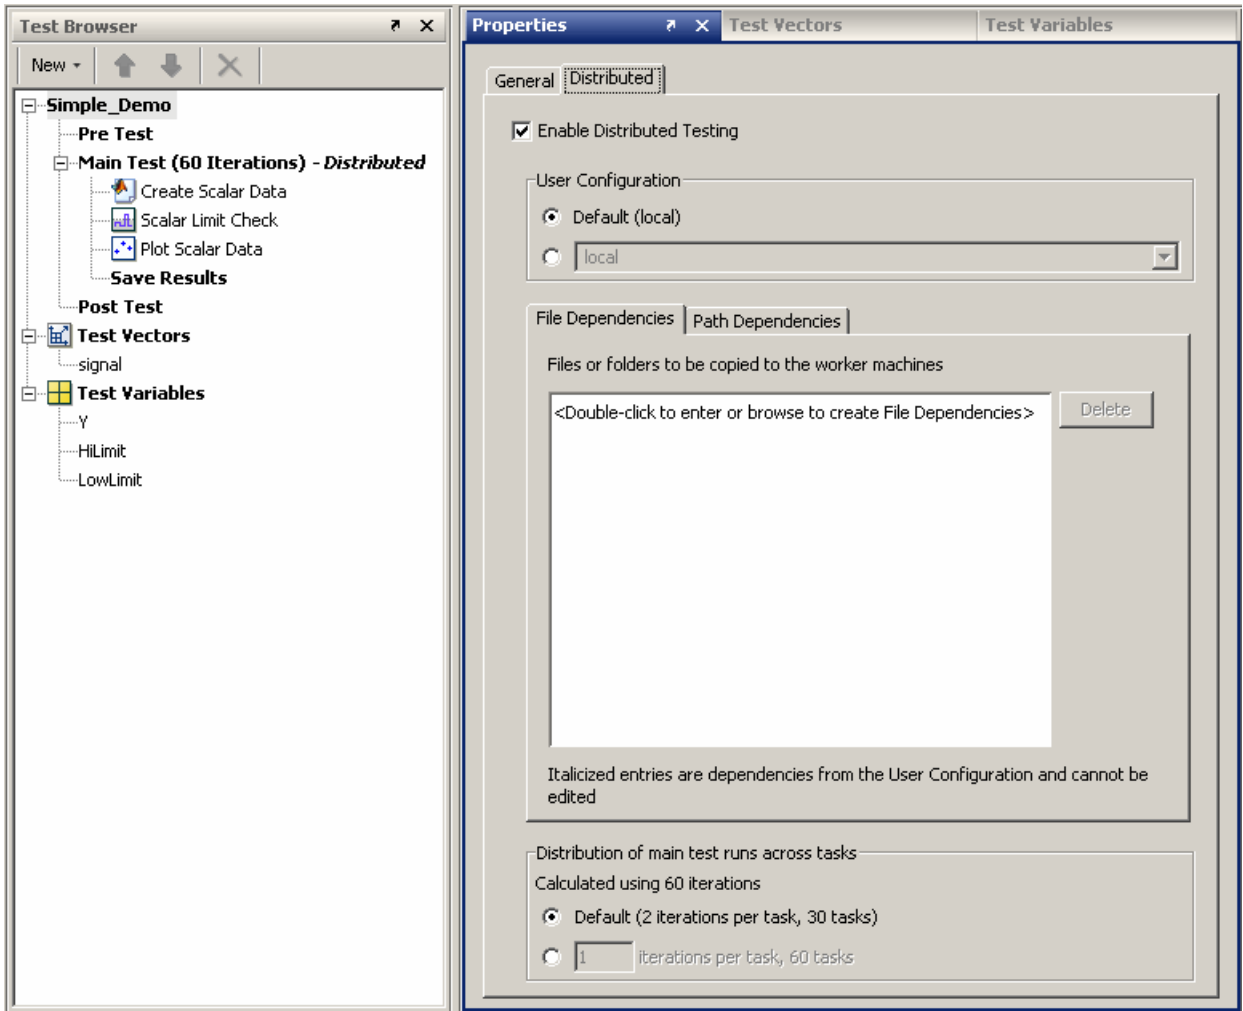 Test Browser
New
Simple_Demo
Pre Test
Main Test (60 Iterations) - Distributed
Create Scalar Data
Scalar Limit Check
Plot Scalar Data
Save Results
Post Test
Test Vectors
signal
Test Variables
Y
HiLimit
LowLimit
Properties
Test Vectors
Test Variables
General
Distributed
Enable Distributed Testing
User Configuration
Default (local)
local
File Dependencies
Path Dependencies
Files or folders to be copied to the worker machines
<Double-click to enter or browse to create File Dependencies>
Delete
Italicized entries are dependencies from the User Configuration and cannot be
edited
Distribution of main test runs across tasks
Calculated using 60 iterations
Default (2 iterations per task, 30 tasks)
1 iterations per task, 60 tasks